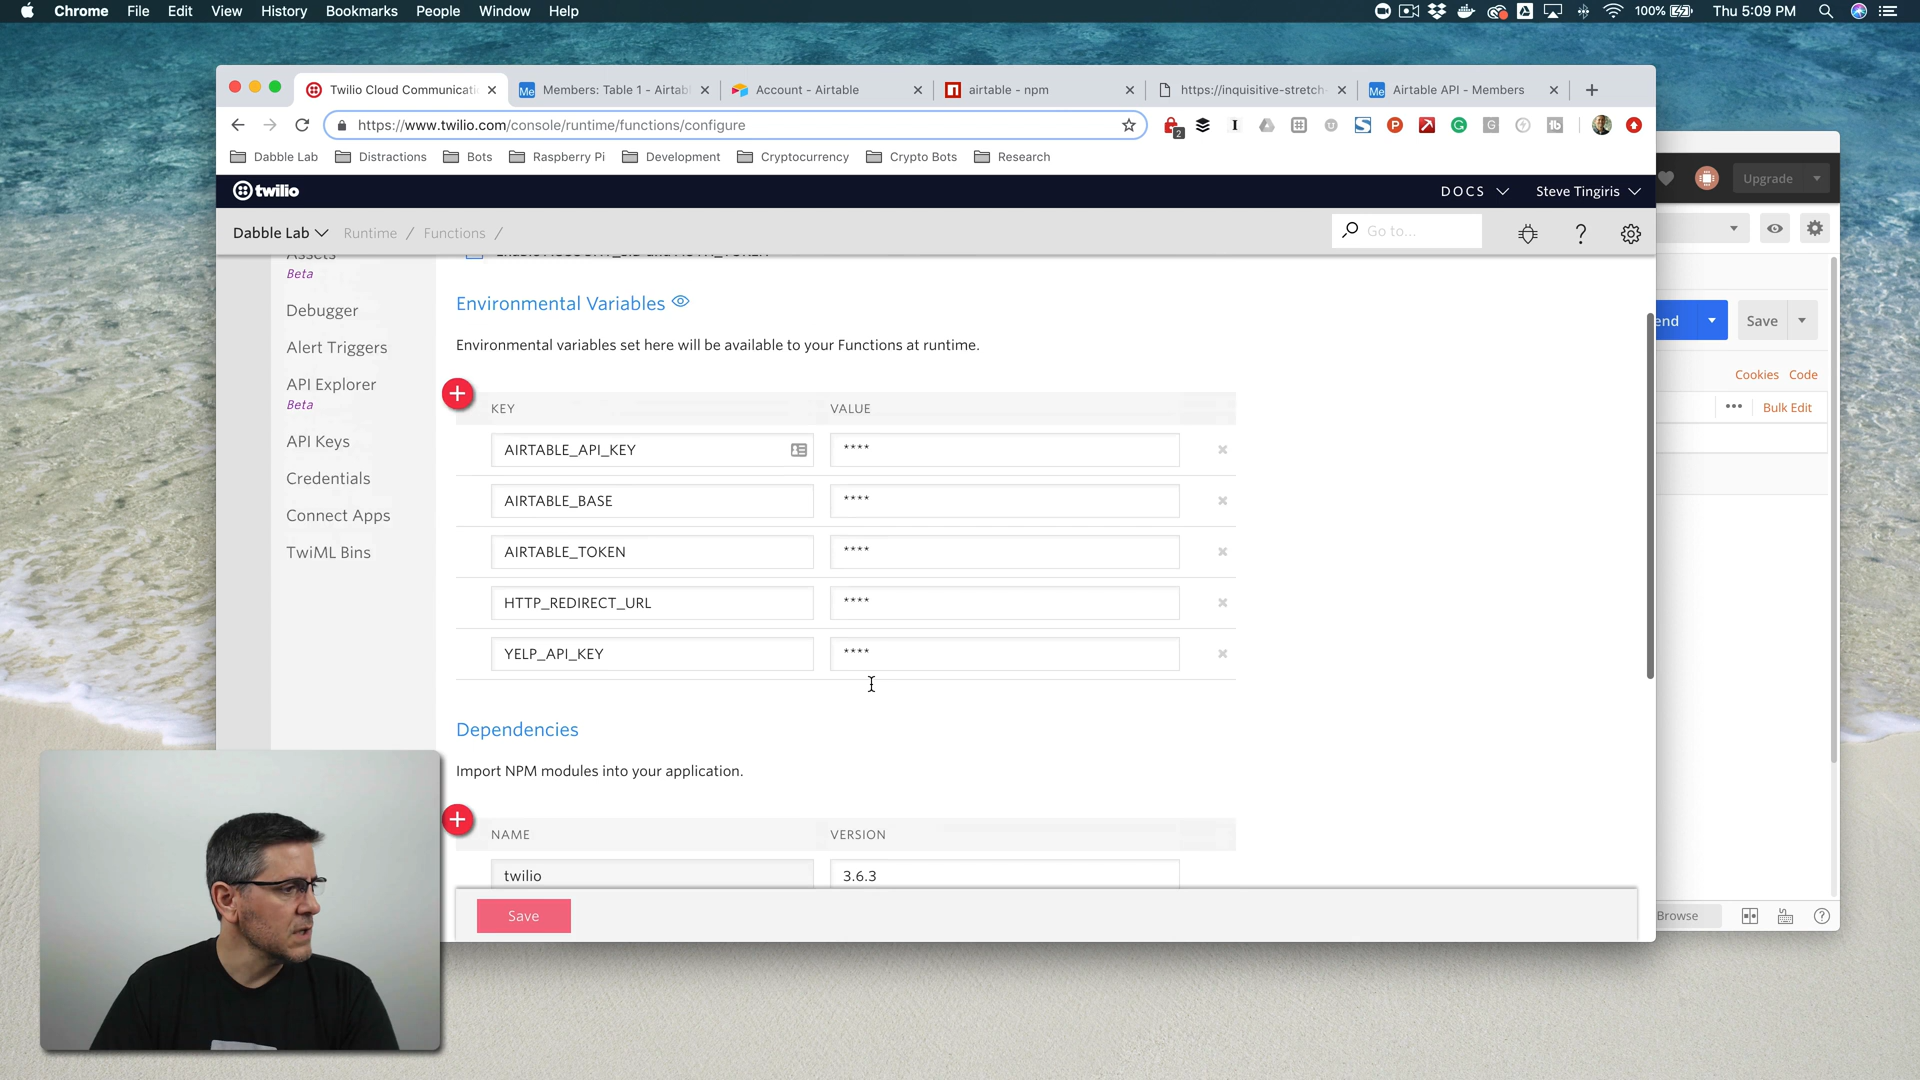 Chrome File Edit View History Bookmarks People Window Help
100% Thu 5:09 PM
Twilio Cloud Communicati
Members: Table 1 - Airtabl
Account - Airtable
airtable - npm
https://inquisitive-stretch-
Airtable API - Members
https://www.twilio.com/console/runtime/functions/configure
2
Dabble Lab Distractions Bots Raspberry Pi Development Cryptocurrency Crypto Bots Research
twilio
DOCS
Steve Tingiris
Upgrade
Dabble Lab Runtime / Functions /
Go to...
Assets
Beta
Debugger
Alert Triggers
API Explorer
Beta
API Keys
Credentials
Connect Apps
TwiML Bins
Environmental Variables
Environmental variables set here will be available to your Functions at runtime.
KEY VALUE
AIRTABLE_API_KEY ****
AIRTABLE_BASE ****
AIRTABLE_TOKEN ****
HTTP_REDIRECT_URL ****
YELP_API_KEY ****
Dependencies
Import NPM modules into your application.
NAME VERSION
twilio 3.6.3
Save
end
Save
Cookies Code
Bulk Edit
Browse